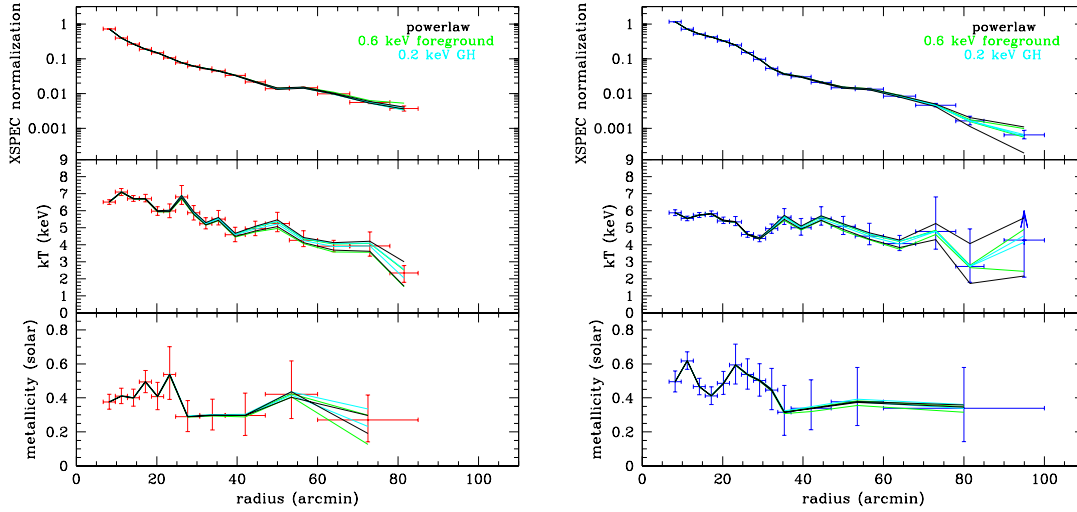 XSPEC normalization
1
0.1
0.01
0.001
powerlaw
0.6 keV foreground
0.2 keV GH
kT (keV)
9
8
7
6
5
4
3
2
1
0
metallicity (solar)
0.8
0.6
0.4
0.2
0
0 20 40 60 80 100
radius (arcmin)
XSPEC normalization
1
0.1
0.01
0.001
powerlaw
0.6 keV foreground
0.2 keV GH
kT (keV)
9
8
7
6
5
4
3
2
1
0
metallicity (solar)
0.8
0.6
0.4
0.2
0
0 20 40 60 80 100
radius (arcmin)